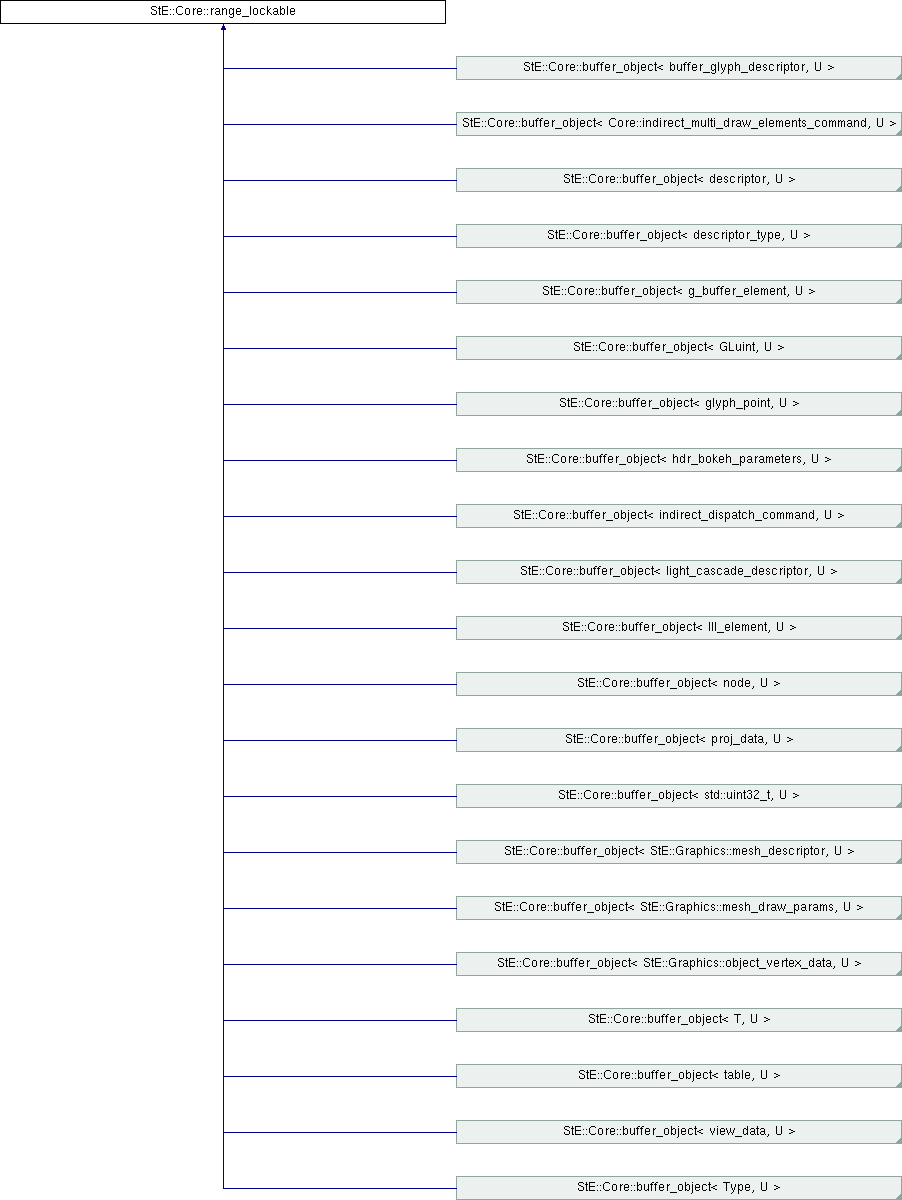 StE::Core::range_lockable
StE::Core::buffer_object< buffer_glyph_descriptor, U >
StE::Core::buffer_object< Core::indirect_multi_draw_elements_command, U >
StE::Core::buffer_object< descriptor, U >
StE::Core::buffer_object< descriptor_type, U >
StE::Core::buffer_object< g_buffer_element, U >
StE::Core::buffer_object< GLuint, U >
StE::Core::buffer_object< glyph_point, U >
StE::Core::buffer_object< hdr_bokeh_parameters, U >
StE::Core::buffer_object< indirect_dispatch_command, U >
StE::Core::buffer_object< light_cascade_descriptor, U >
StE::Core::buffer_object< lll_element, U >
StE::Core::buffer_object< node, U >
StE::Core::buffer_object< proj_data, U >
StE::Core::buffer_object< std::uint32_t, U >
StE::Core::buffer_object< StE::Graphics::mesh_descriptor, U >
StE::Core::buffer_object< StE::Graphics::mesh_draw_params, U >
StE::Core::buffer_object< StE::Graphics::object_vertex_data, U >
StE::Core::buffer_object< T, U >
StE::Core::buffer_object< table, U >
StE::Core::buffer_object< view_data, U >
StE::Core::buffer_object< Type, U >